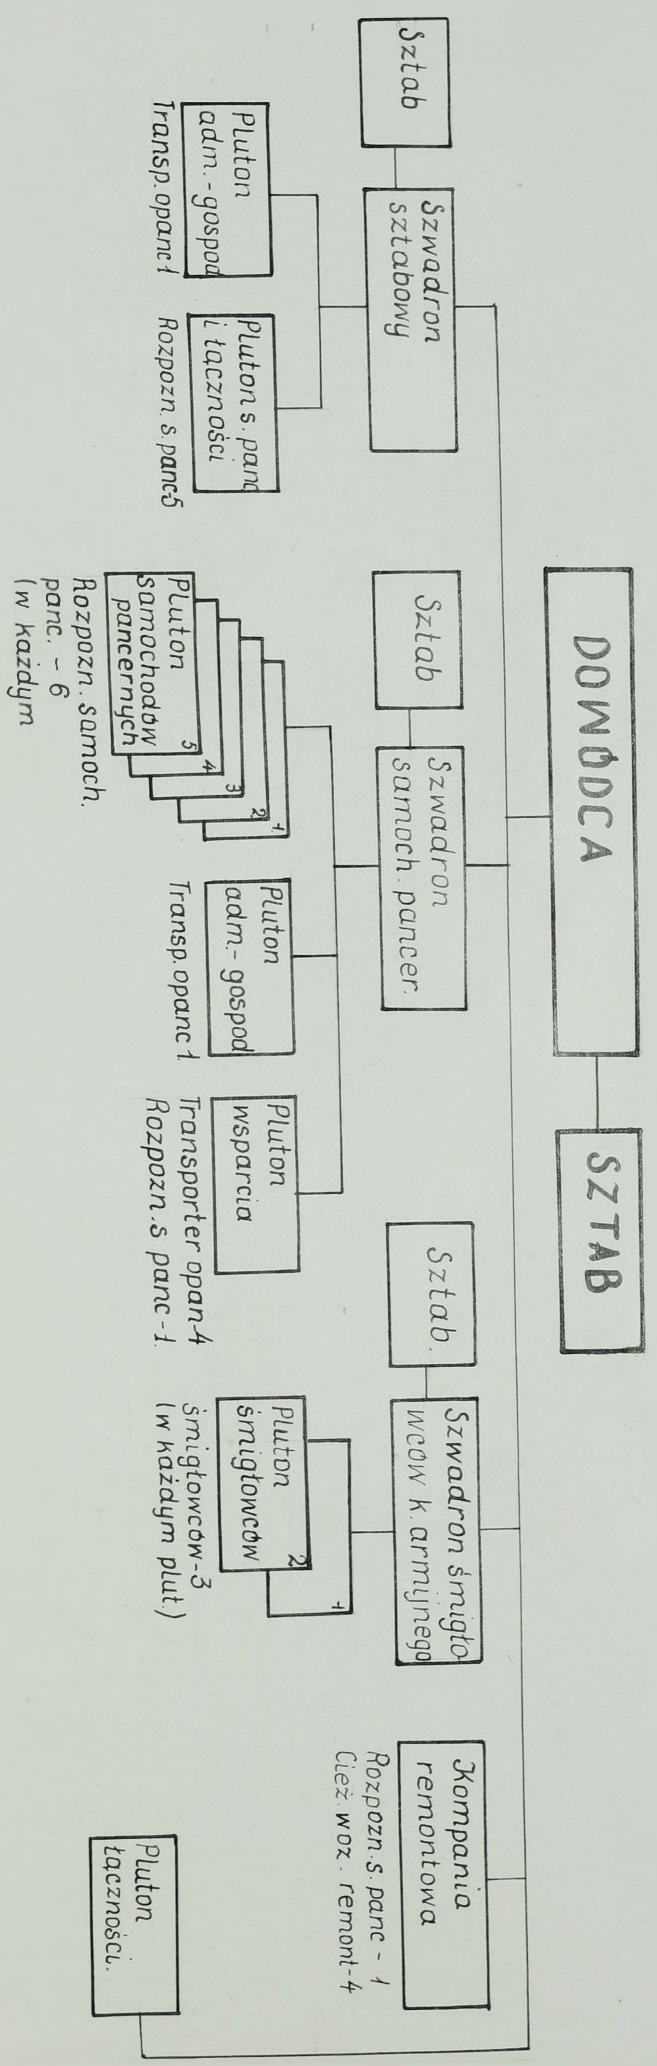 DOWÓDCA
SZTAB
Sztab
Szwadron
sztabowy
Pluton
adm.-gospod
Transp. opanc 1
Pluton s. panc
i łączności
Rozpozn. s. panc-5
Sztab
Szwadron
samoch. pancer.
Pluton
samochodów
pancernych
5
4
3
2
1
Rozpozn. samoch.
panc. - 6
(w każdym
Pluton
adm.-gospod
Transp. opanc 1.
Pluton
wsparcia
Transporter opan-4
Rozpozn. s panc-1.
Sztab.
Szwadron śmigło
wców k. armijnego
Pluton
śmigłowców
2
1
śmigłowców-3
(w każdym plut.)
Kompania
remontowa
Rozpozn. s. panc - 1
Cięż. woz. remont-4
Pluton
łączności.